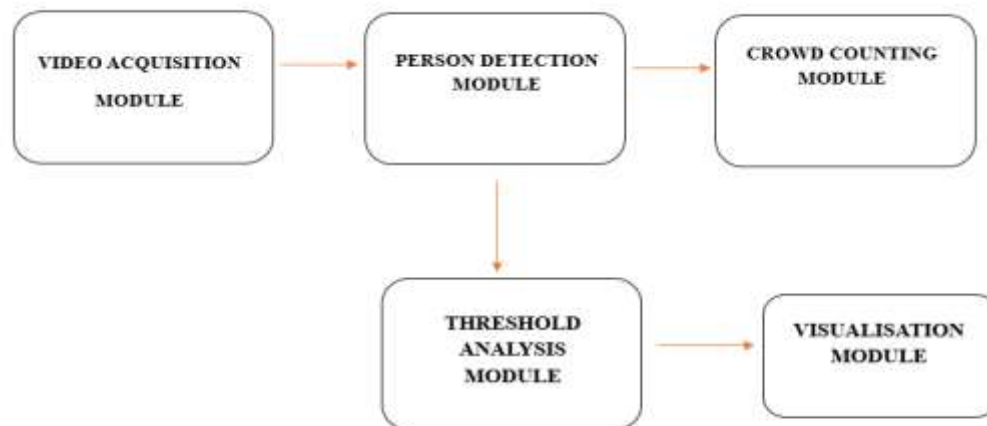 VIDEO ACQUISITION
MODULE
PERSON DETECTION
MODULE
CROWD COUNTING
MODULE
THRESHOLD
ANALYSIS
MODULE
VISUALISATION
MODULE